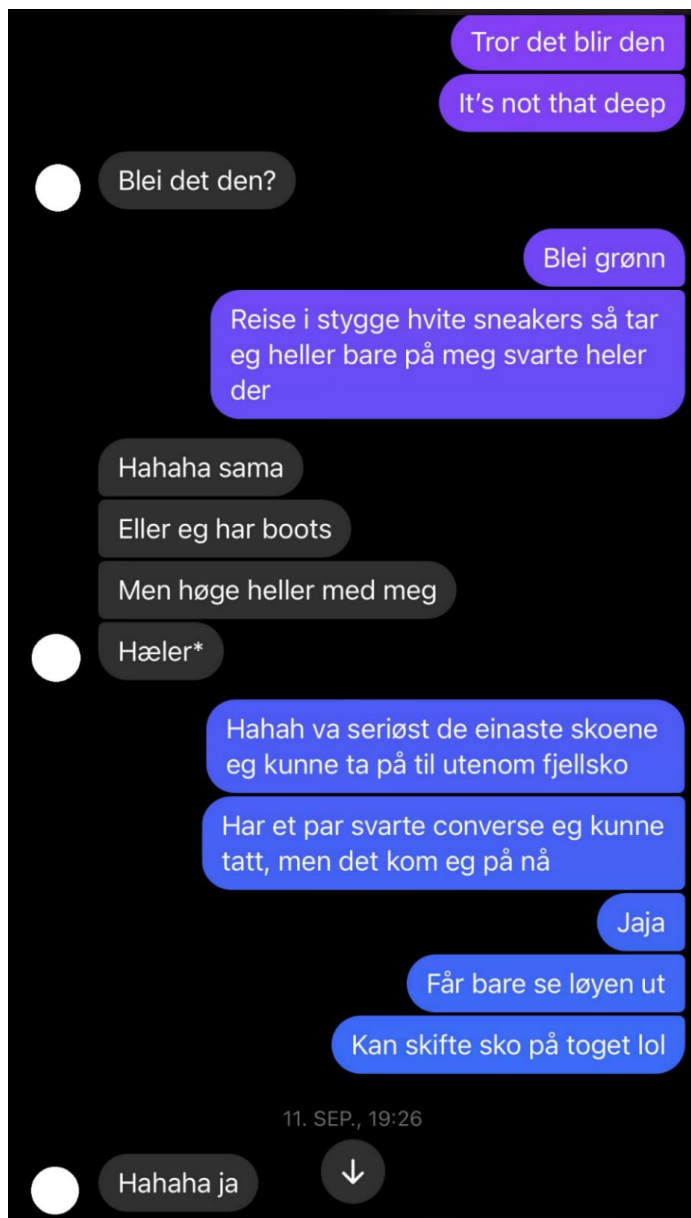 Tror det blir den
It's not that deep
Blei det den?
Blei grønn
Reise i stygge hvite sneakers så tar
eg heller bare på meg svarte heler
der
Hahaha sama
Eller eg har boots
Men høge heller med meg
Hæler*
Hahah va seriøst de einaste skoene
eg kunne ta på til utenom fjellsko
Har et par svarte converse eg kunne
tatt, men det kom eg på nå
Jaja
Får bare se løyen ut
Kan skifte sko på toget lol
11. SEP., 19:26
Hahaha ja